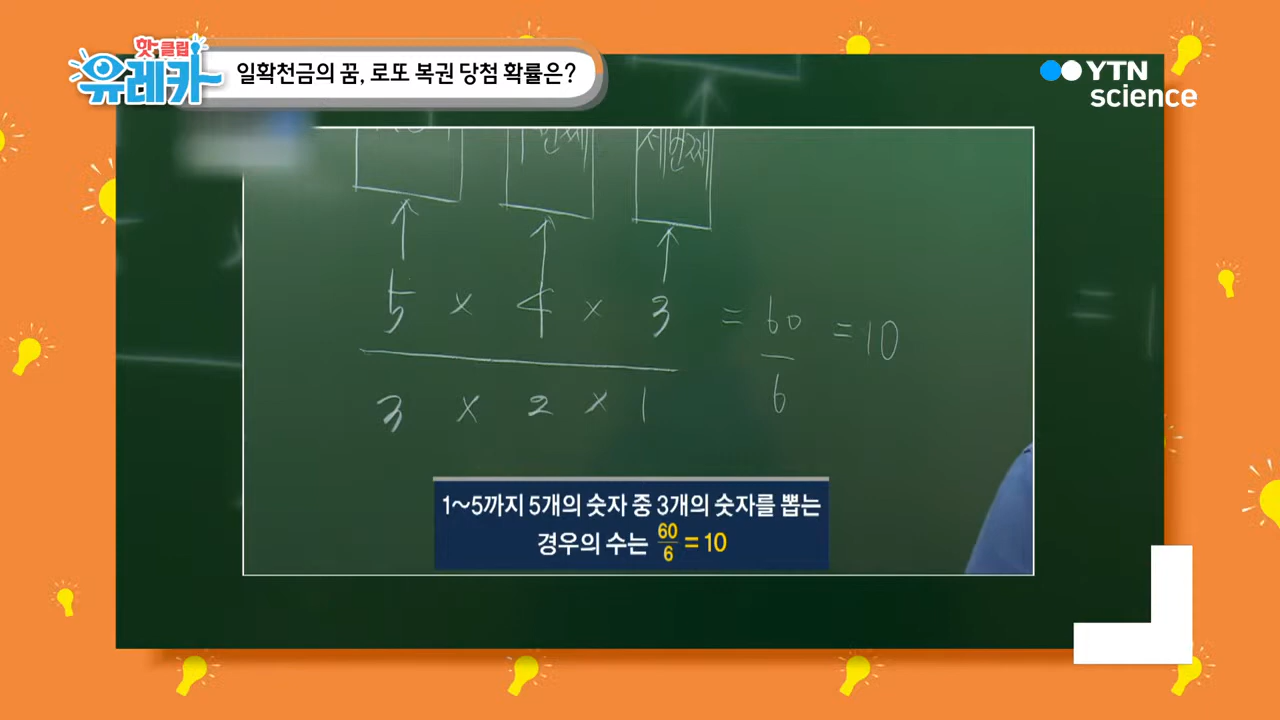 핫클립
유레카
일확천금의 꿈, 로또 복권 당첨 확률은?
YTN
science
번째 세번째
5 × 4 × 3 = 60 = 10
3 × 2 × 1 6
1~5까지 5개의 숫자 중 3개의 숫자를 뽑는
경우의 수는 60/6 = 10